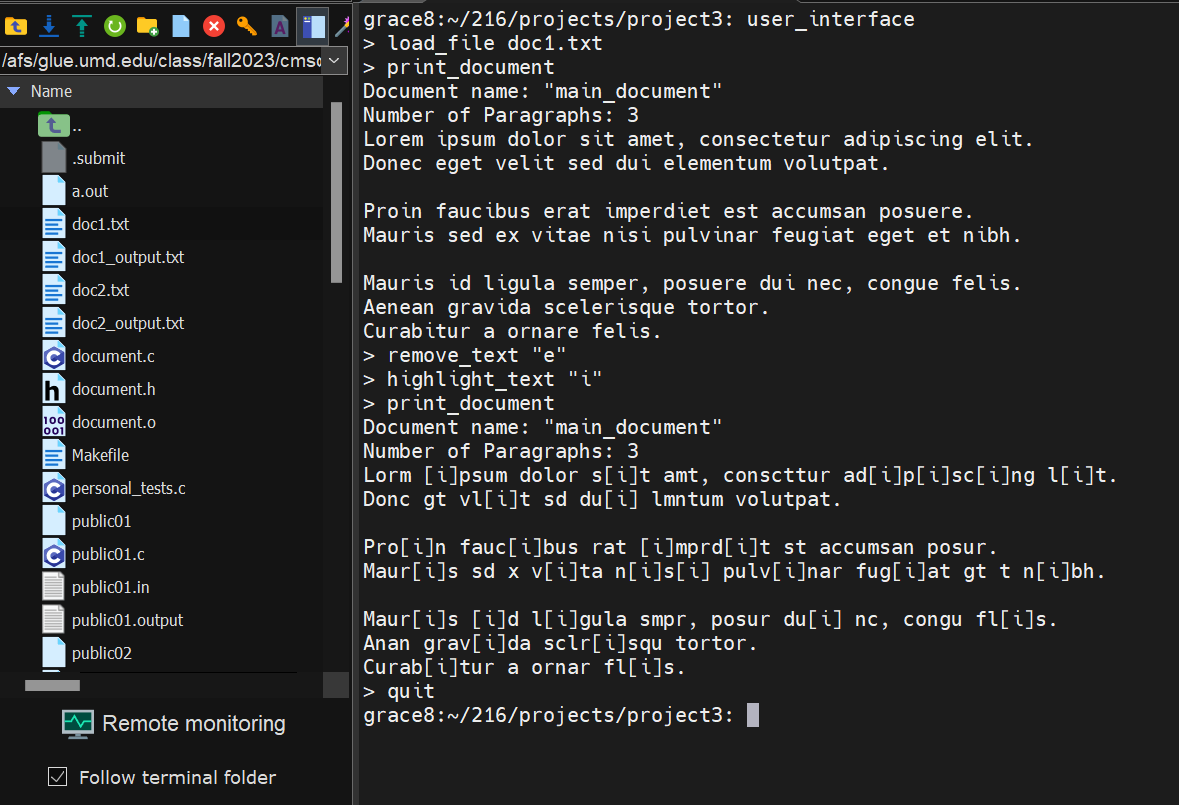 /afs/glue.umd.edu/class/fall2023/cmsc
Name
..
.submit
a.out
doc1.txt
doc1_output.txt
doc2.txt
doc2_output.txt
document.c
document.h
document.o
Makefile
personal_tests.c
public01
public01.c
public01.in
public01.output
public02
Remote monitoring
Follow terminal folder
grace8:~/216/projects/project3: user_interface
> load_file doc1.txt
> print_document
Document name: "main_document"
Number of Paragraphs: 3
Lorem ipsum dolor sit amet, consectetur adipiscing elit.
Donec eget velit sed dui elementum volutpat.
Proin faucibus erat imperdiet est accumsan posuere.
Mauris sed ex vitae nisi pulvinar feugiat eget et nibh.
Mauris id ligula semper, posuere dui nec, congue felis.
Aenean gravida scelerisque tortor.
Curabitur a ornare felis.
> remove_text "e"
> highlight_text "i"
> print_document
Document name: "main_document"
Number of Paragraphs: 3
Lorm [i]psum dolor s[i]t amt, conscttur ad[i]p[i]sc[i]ng l[i]t.
Donc gt vl[i]t sd du[i] lmntum volutpat.
Pro[i]n fauc[i]bus rat [i]mprd[i]t st accumsan posur.
Maur[i]s sd x v[i]ta n[i]s[i] pulv[i]nar fug[i]at gt t n[i]bh.
Maur[i]s [i]d l[i]gula smpr, posur du[i] nc, congu fl[i]s.
Anan grav[i]da sclr[i]squ tortor.
Curab[i]tur a ornar fl[i]s.
> quit
grace8:~/216/projects/project3: